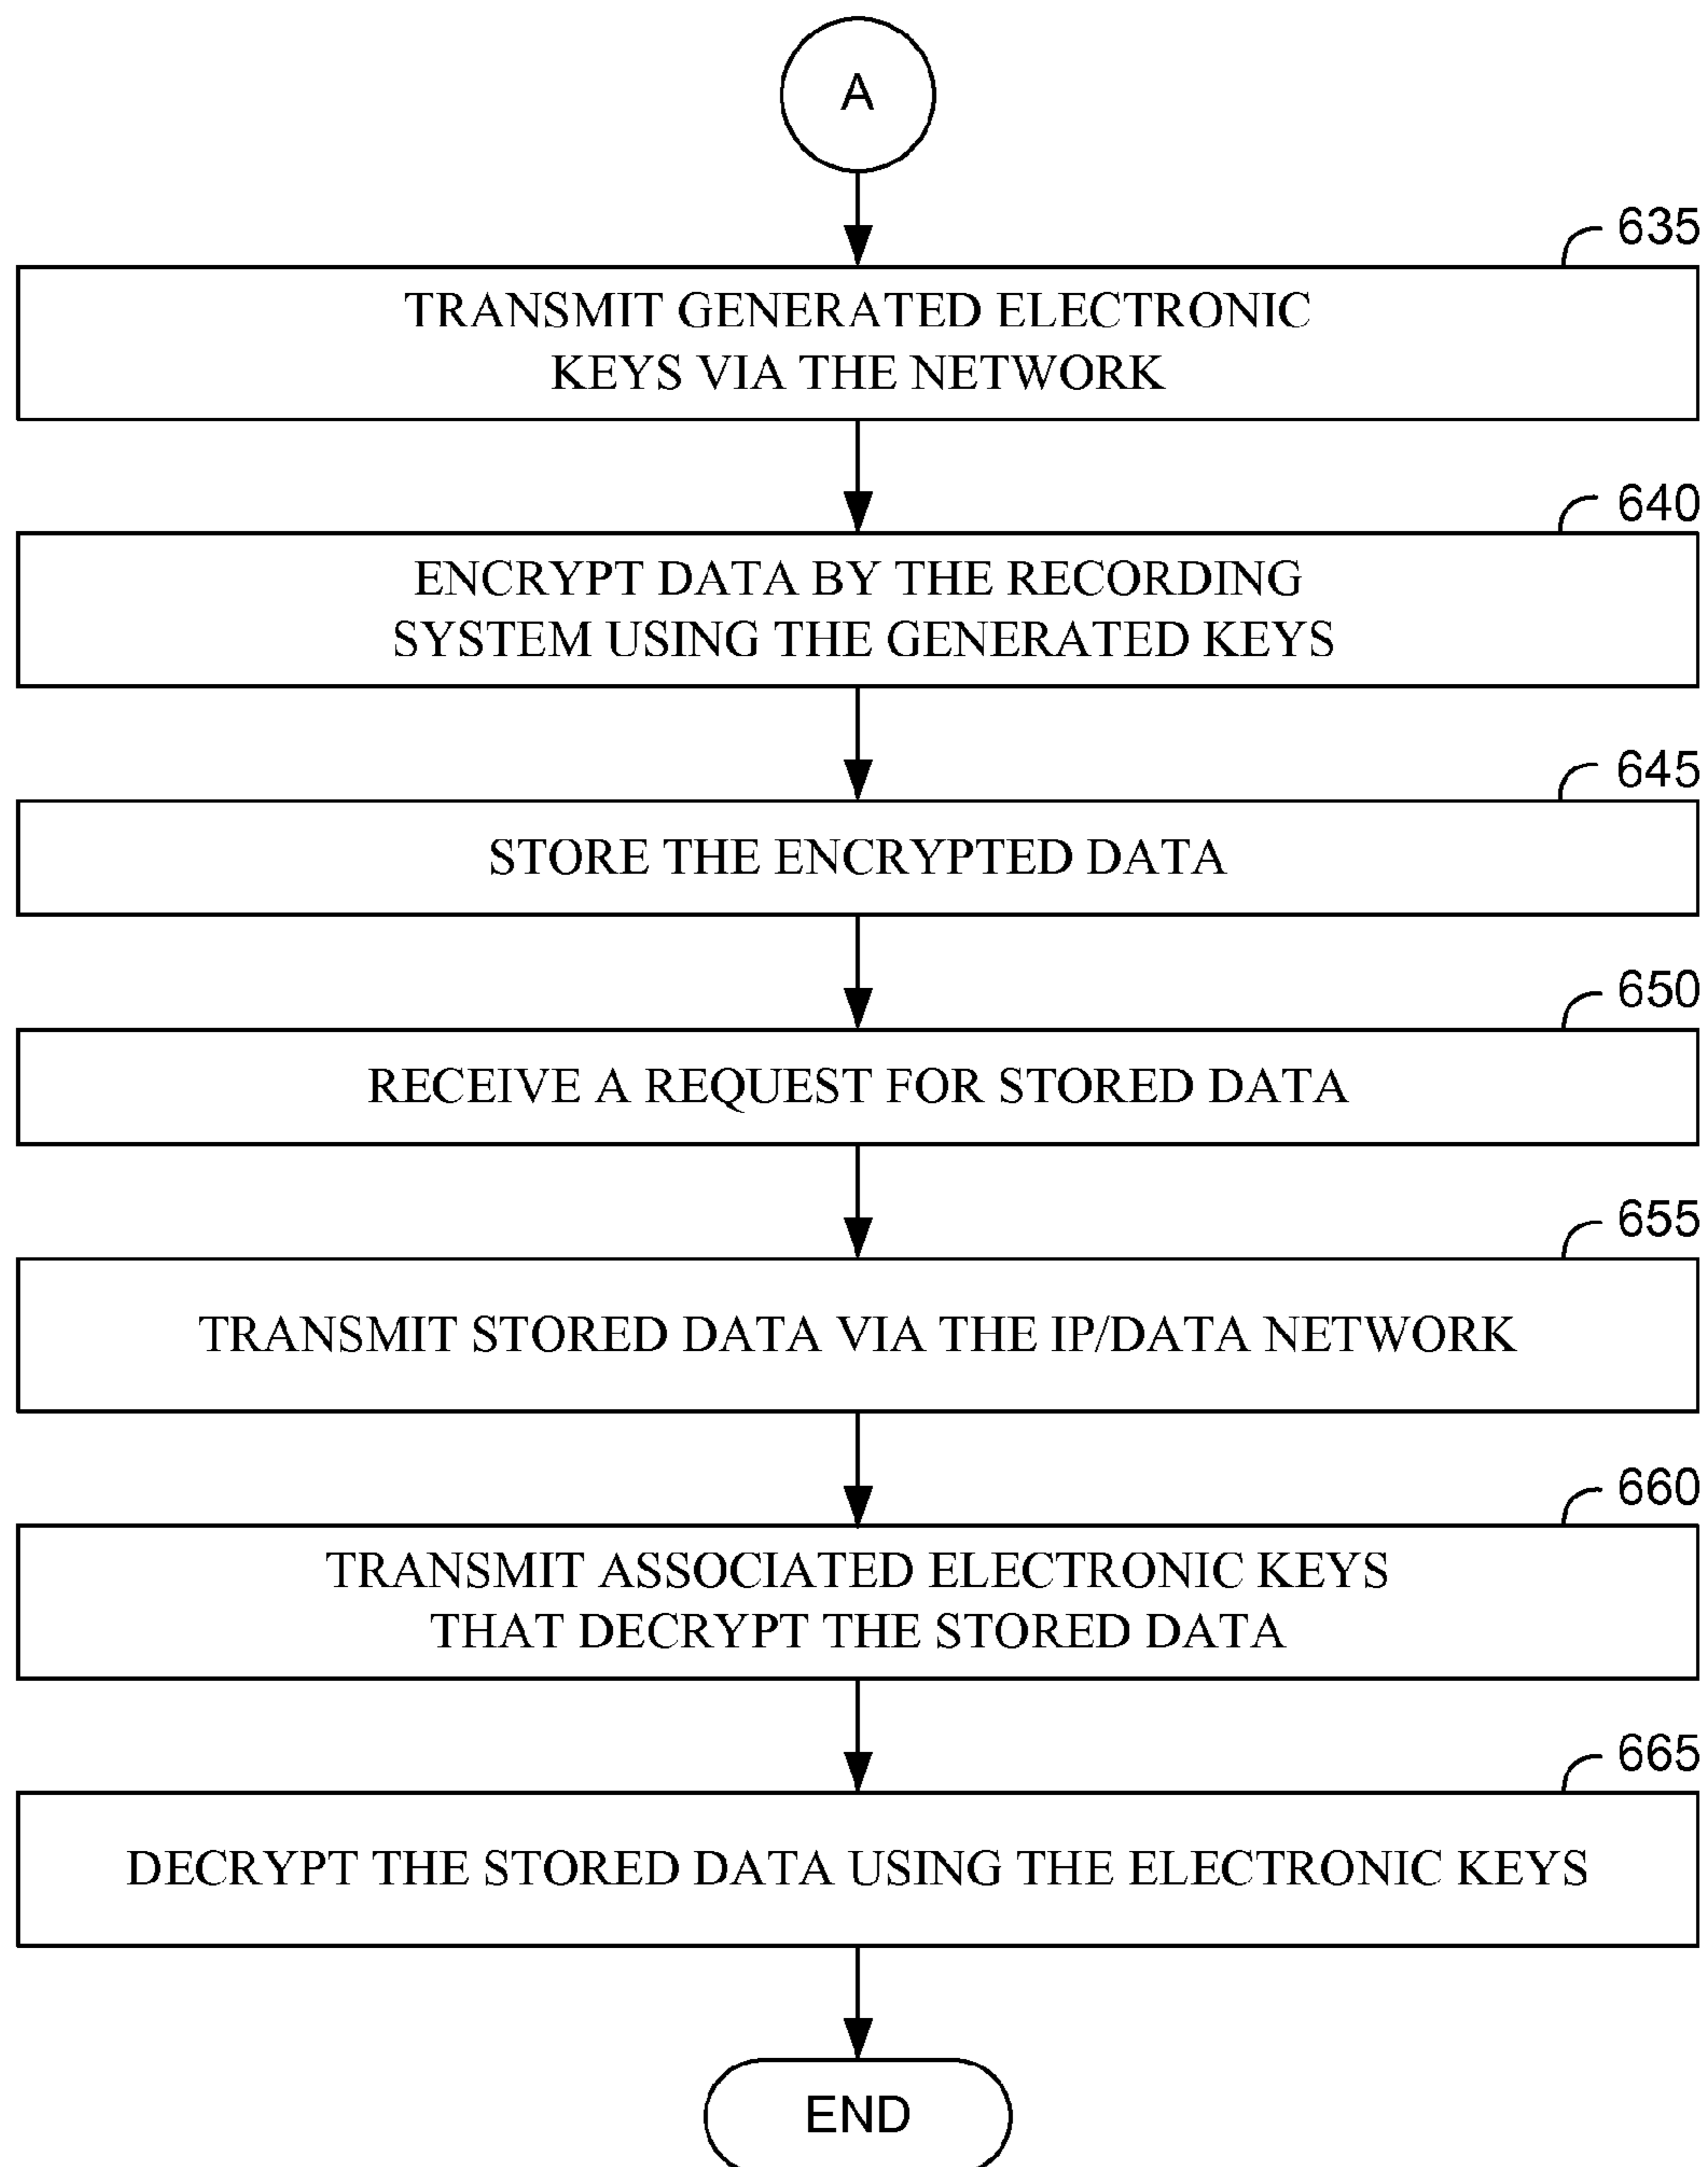 A
635
TRANSMIT GENERATED ELECTRONIC
KEYS VIA THE NETWORK
640
ENCRYPT DATA BY THE RECORDING
SYSTEM USING THE GENERATED KEYS
645
STORE THE ENCRYPTED DATA
650
RECEIVE A REQUEST FOR STORED DATA
655
TRANSMIT STORED DATA VIA THE IP/DATA NETWORK
660
TRANSMIT ASSOCIATED ELECTRONIC KEYS
THAT DECRYPT THE STORED DATA
665
DECRYPT THE STORED DATA USING THE ELECTRONIC KEYS
END